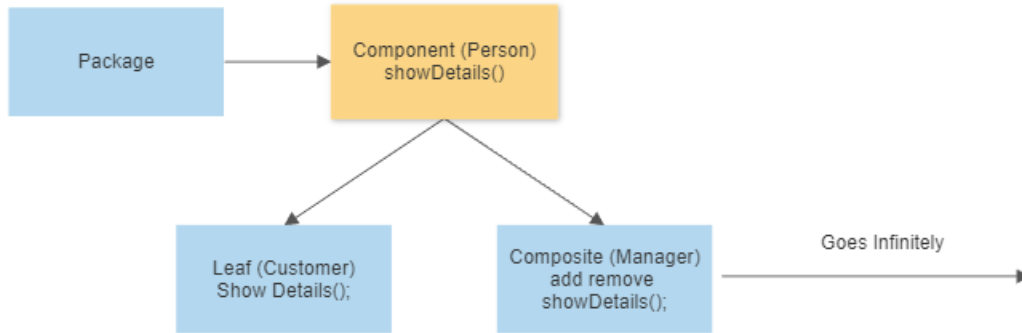 Package
Component (Person)
showDetails()
Leaf (Customer)
Show Details();
Composite (Manager)
add remove
showDetails();
Goes Infinitely